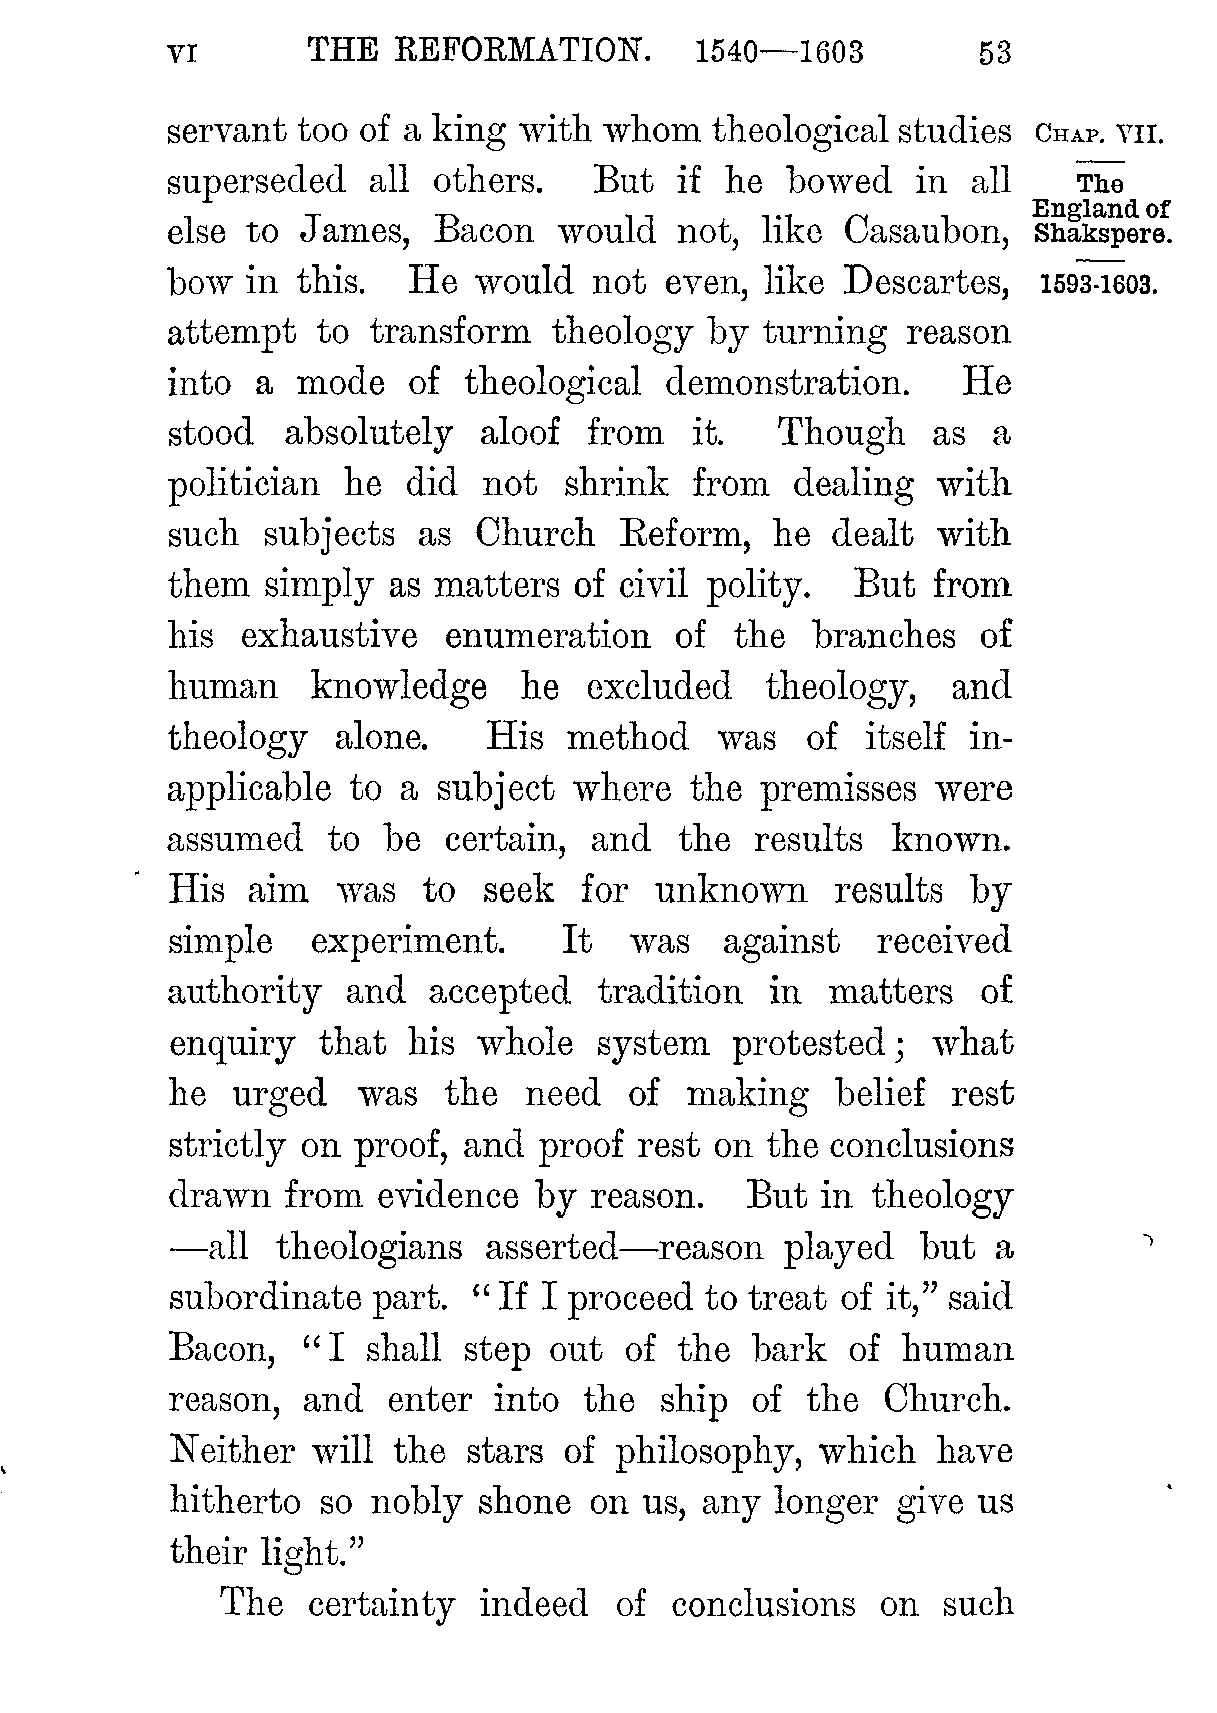 VI THE REFORMATION. 1540—1603 53
servant too of a king with whom theological studies
superseded all others. But if he bowed in all
else to James, Bacon would not, like Casaubon,
bow in this. He would not even, like Descartes,
attempt to transform theology by turning reason
into a mode of theological demonstration. He
stood absolutely aloof from it. Though as a
politician he did not shrink from dealing with
such subjects as Church Reform, he dealt with
them simply as matters of civil polity. But from
his exhaustive enumeration of the branches of
human knowledge he excluded theology, and
theology alone. His method was of itself in-
applicable to a subject where the premisses were
assumed to be certain, and the results known.
His aim was to seek for unknown results by
simple experiment. It was against received
authority and accepted tradition in matters of
enquiry that his whole system protested; what
he urged was the need of making belief rest
strictly on proof, and proof rest on the conclusions
drawn from evidence by reason. But in theology
—all theologians asserted—reason played but a
subordinate part. “If I proceed to treat of it,” said
Bacon, “I shall step out of the bark of human
reason, and enter into the ship of the Church.
Neither will the stars of philosophy, which have
hitherto so nobly shone on us, any longer give us
their light.”
The certainty indeed of conclusions on such
CHAP. VII.
The
England of
Shakspere.
1593-1603.